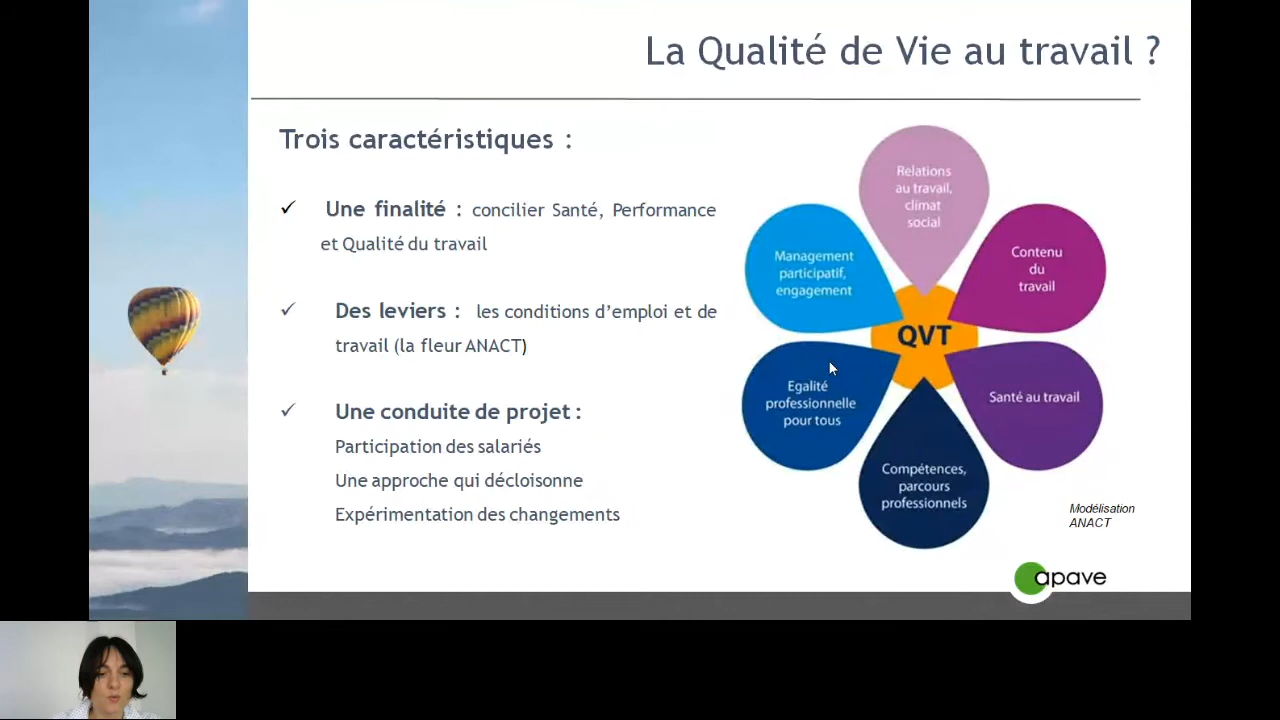 La Qualité de Vie au travail ?
Trois caractéristiques :
Une finalité : concilier Santé, Performance
et Qualité du travail
Des leviers : les conditions d’emploi et de
travail (la fleur ANACT)
Une conduite de projet :
Participation des salariés
Une approche qui décloisonne
Expérimentation des changements
Relations
au travail,
climat
social
Contenu
du
travail
Santé au travail
Compétences,
parcours
professionnels
Egalité
professionnelle
pour tous
Management
participatif,
engagement
QVT
Modélisation
ANACT
apave